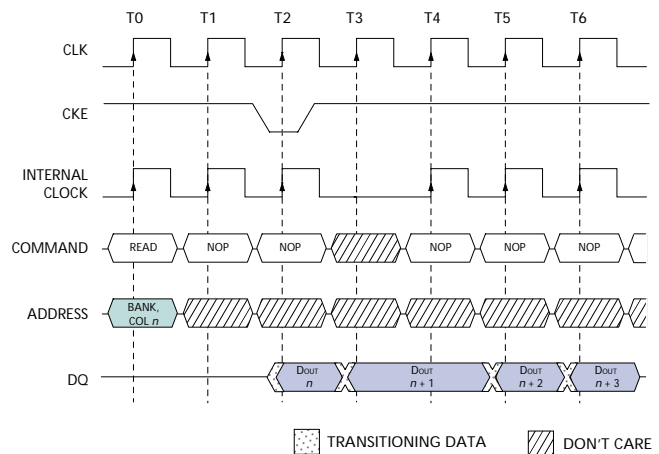 T0 T1 T2 T3 T4 T5 T6
CLK
CKE
INTERNAL
CLOCK
COMMAND READ NOP NOP NOP NOP NOP
ADDRESS BANK,
COL n
DQ DOUT DOUT DOUT DOUT
n n + 1 n + 2 n + 3
TRANSITIONING DATA DON'T CARE